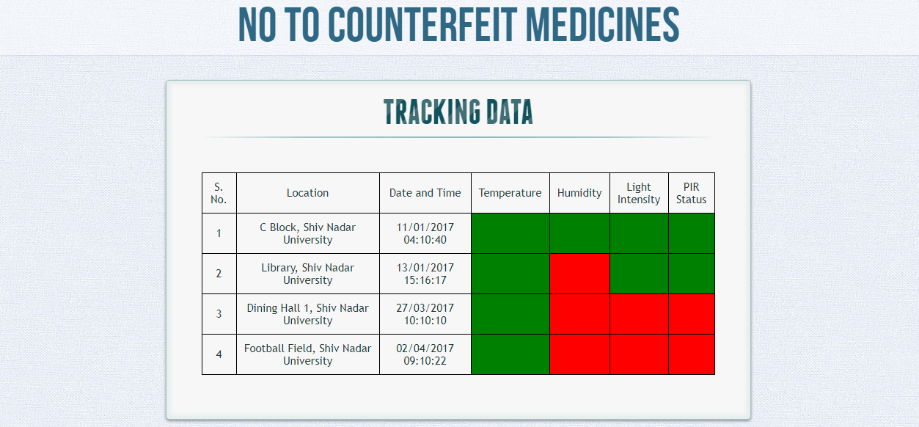 NO TO COUNTERFEIT MEDICINES
TRACKING DATA
S. No. Location Date and Time Temperature Humidity Light Intensity PIR Status
1 C Block, Shiv Nadar University 11/01/2017 04:10:40
2 Library, Shiv Nadar University 13/01/2017 15:16:17
3 Dining Hall 1, Shiv Nadar University 27/03/2017 10:10:10
4 Football Field, Shiv Nadar University 02/04/2017 09:10:22